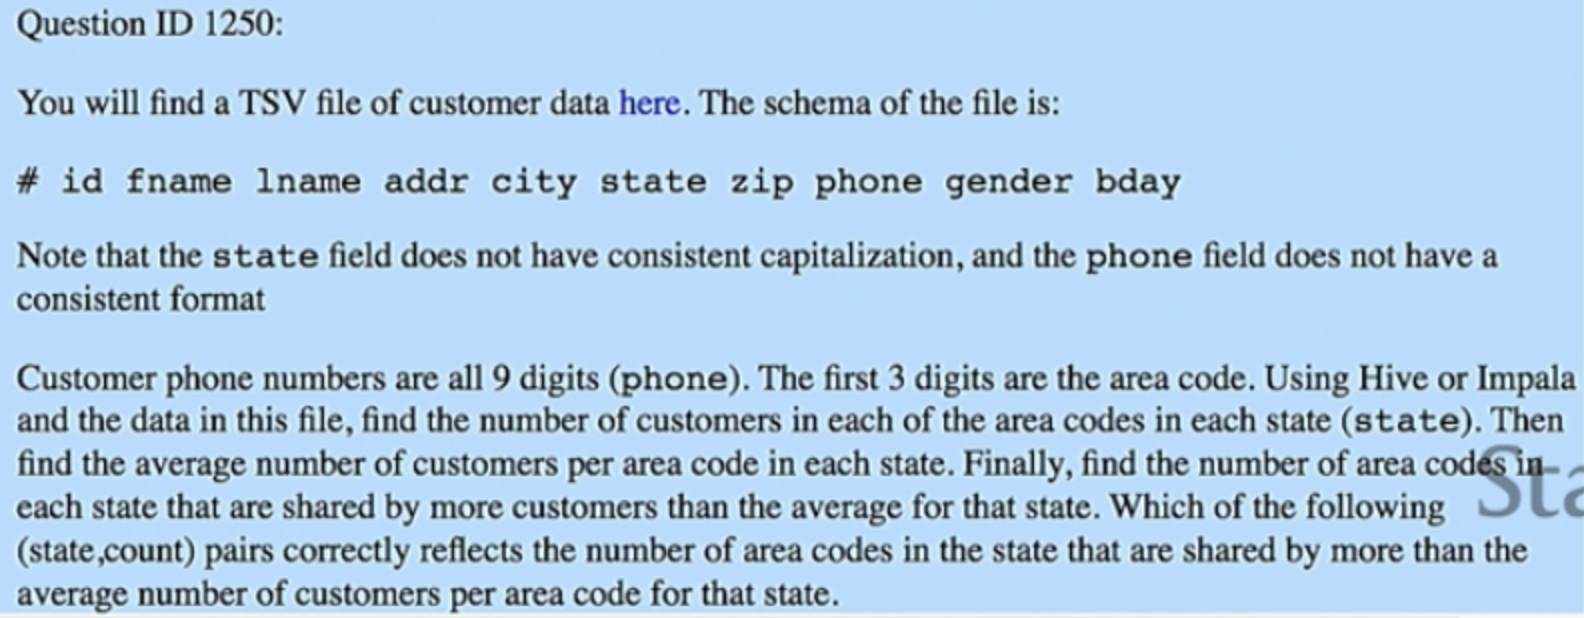 Question ID 1250:
You will find a TSV file of customer data here. The schema of the file is:
# id fname lname addr city state zip phone gender bday
Note that the state field does not have consistent capitalization, and the phone field does not have a
consistent format
Customer phone numbers are all 9 digits (phone). The first 3 digits are the area code. Using Hive or Impala
and the data in this file, find the number of customers in each of the area codes in each state (state). Then
find the average number of customers per area code in each state. Finally, find the number of area codes in
each state that are shared by more customers than the average for that state. Which of the following
(state,count) pairs correctly reflects the number of area codes in the state that are shared by more than the
average number of customers per area code for that state.
Sta